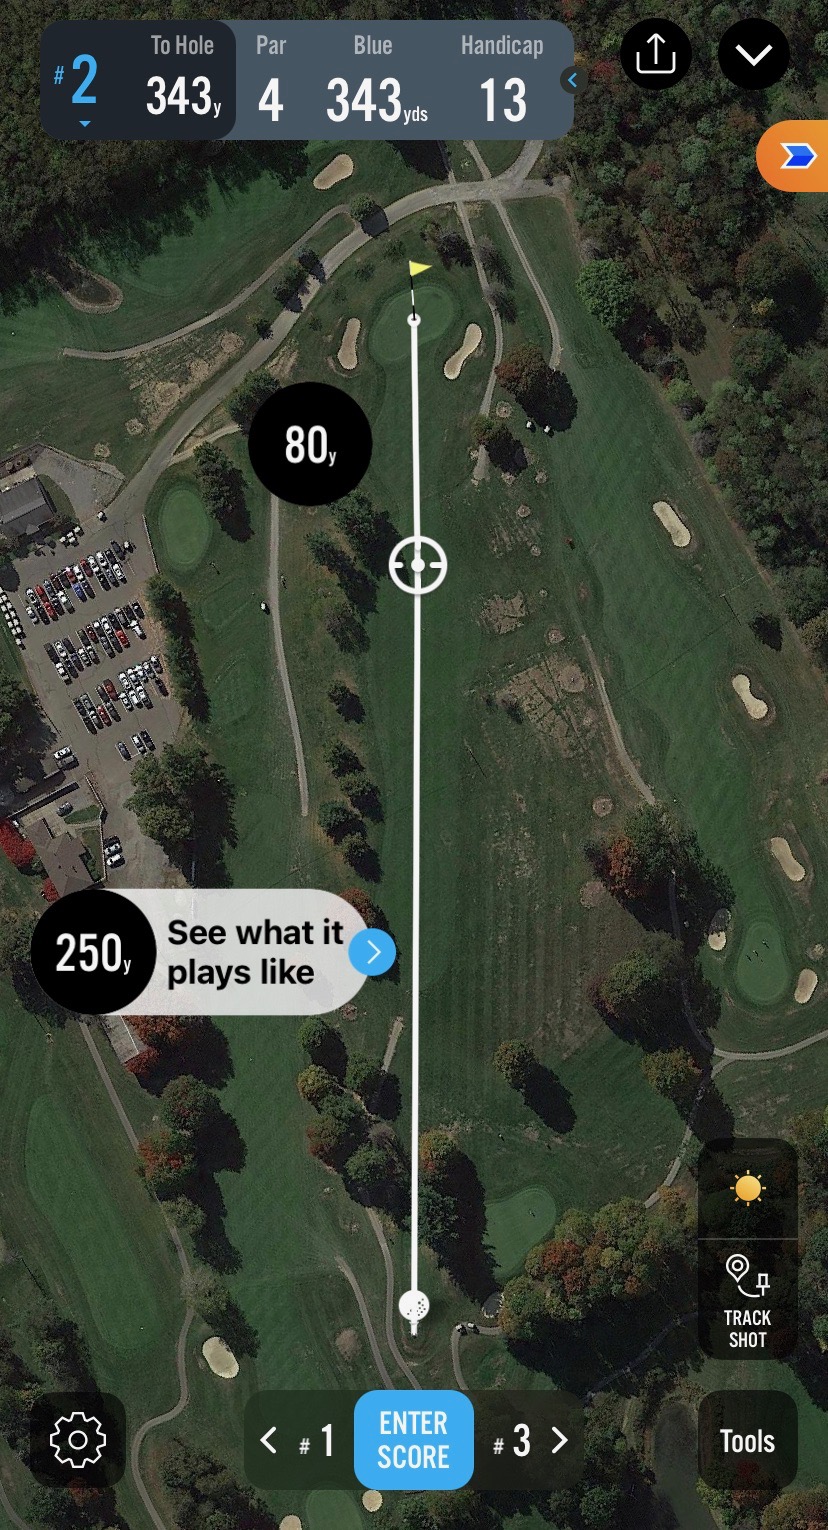 # 2
To Hole
343y
Par
4
Blue
343yds
Handicap
13
80y
250y
See what it
plays like
TRACK
SHOT
# 1
ENTER
SCORE
# 3
Tools